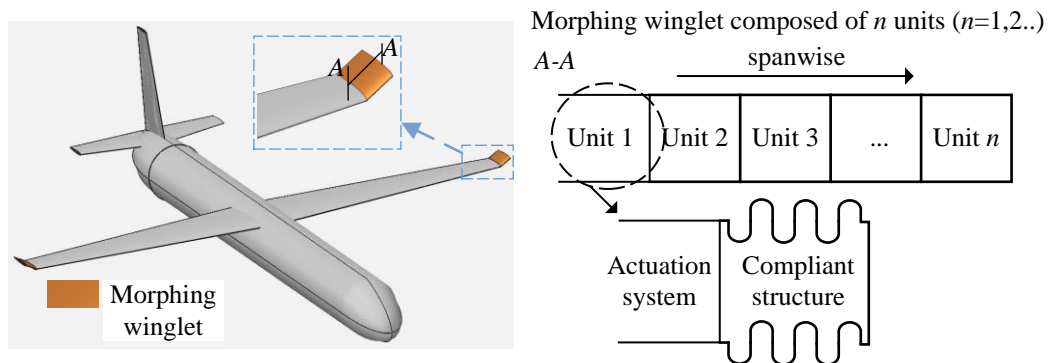 A
A
Morphing
winglet
Morphing winglet composed of n units (n=1,2..)
A-A
spanwise
Unit 1 Unit 2 Unit 3 ... Unit n
Actuation
system
Compliant
structure